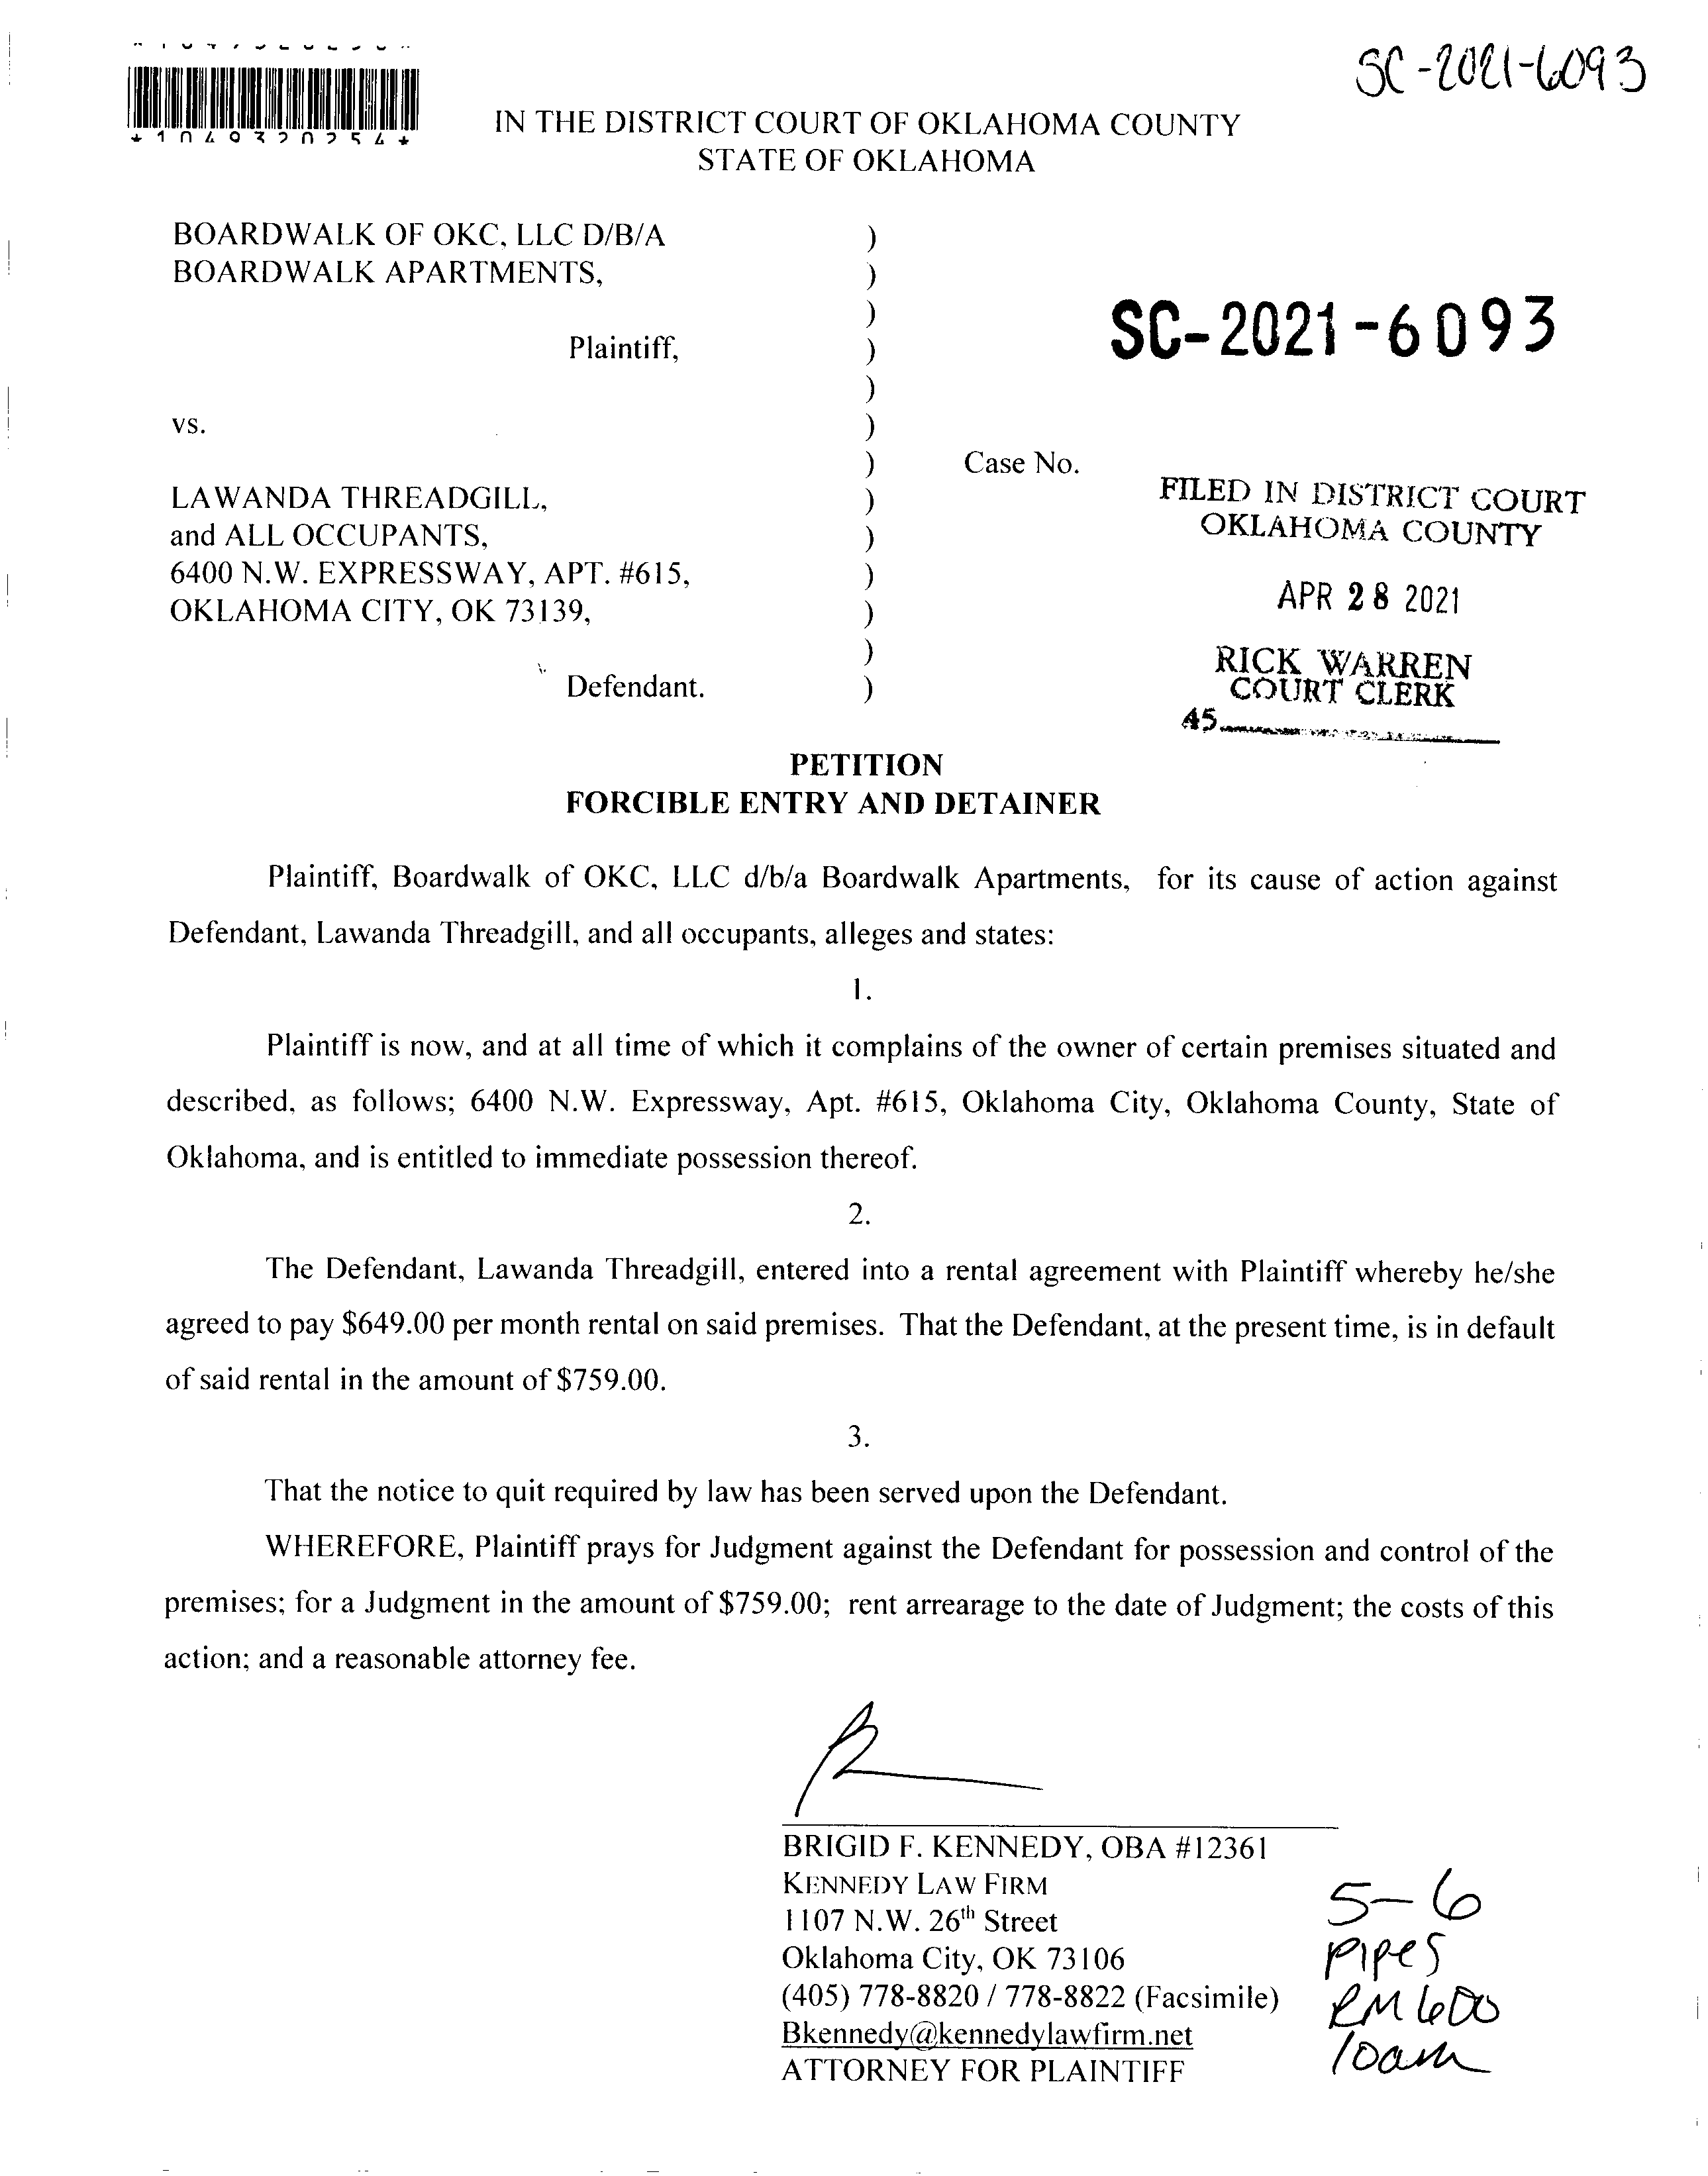 SC-2021-6093
*1049320254*
IN THE DISTRICT COURT OF OKLAHOMA COUNTY
STATE OF OKLAHOMA
BOARDWALK OF OKC, LLC D/B/A )
BOARDWALK APARTMENTS, )
)
Plaintiff, )
SC-2021-6093
)
vs. )
) Case No.
LAWANDA THREADGILL, )
and ALL OCCUPANTS, )
6400 N.W. EXPRESSWAY, APT. #615, )
OKLAHOMA CITY, OK 73139, )
)
Defendant. )
FILED IN DISTRICT COURT
OKLAHOMA COUNTY
APR 28 2021
RICK WARREN
COURT CLERK
45
PETITION
FORCIBLE ENTRY AND DETAINER
Plaintiff, Boardwalk of OKC, LLC d/b/a Boardwalk Apartments, for its cause of action against
Defendant, Lawanda Threadgill, and all occupants, alleges and states:
1.
Plaintiff is now, and at all time of which it complains of the owner of certain premises situated and
described, as follows; 6400 N.W. Expressway, Apt. #615, Oklahoma City, Oklahoma County, State of
Oklahoma, and is entitled to immediate possession thereof.
2.
The Defendant, Lawanda Threadgill, entered into a rental agreement with Plaintiff whereby he/she
agreed to pay $649.00 per month rental on said premises. That the Defendant, at the present time, is in default
of said rental in the amount of $759.00.
3.
That the notice to quit required by law has been served upon the Defendant.
WHEREFORE, Plaintiff prays for Judgment against the Defendant for possession and control of the
premises; for a Judgment in the amount of $759.00; rent arrearage to the date of Judgment; the costs of this
action; and a reasonable attorney fee.
BRIGID F. KENNEDY, OBA #12361
KENNEDY LAW FIRM
1107 N.W. 26th Street
Oklahoma City, OK 73106
(405) 778-8820 / 778-8822 (Facsimile)
Bkennedy@kennedylawfirm.net
ATTORNEY FOR PLAINTIFF
5-6
Pipes
RM 600
10am